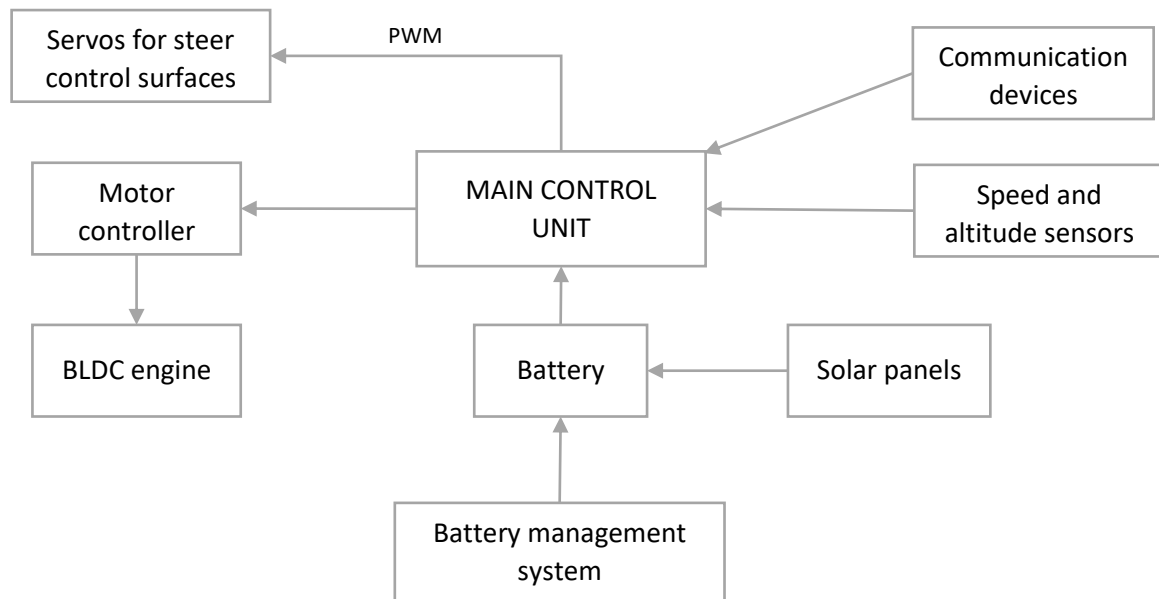 Servos for steer
control surfaces
PWM
Communication
devices
MAIN CONTROL
UNIT
Motor
controller
Speed and
altitude sensors
BLDC engine
Battery
Solar panels
Battery management
system